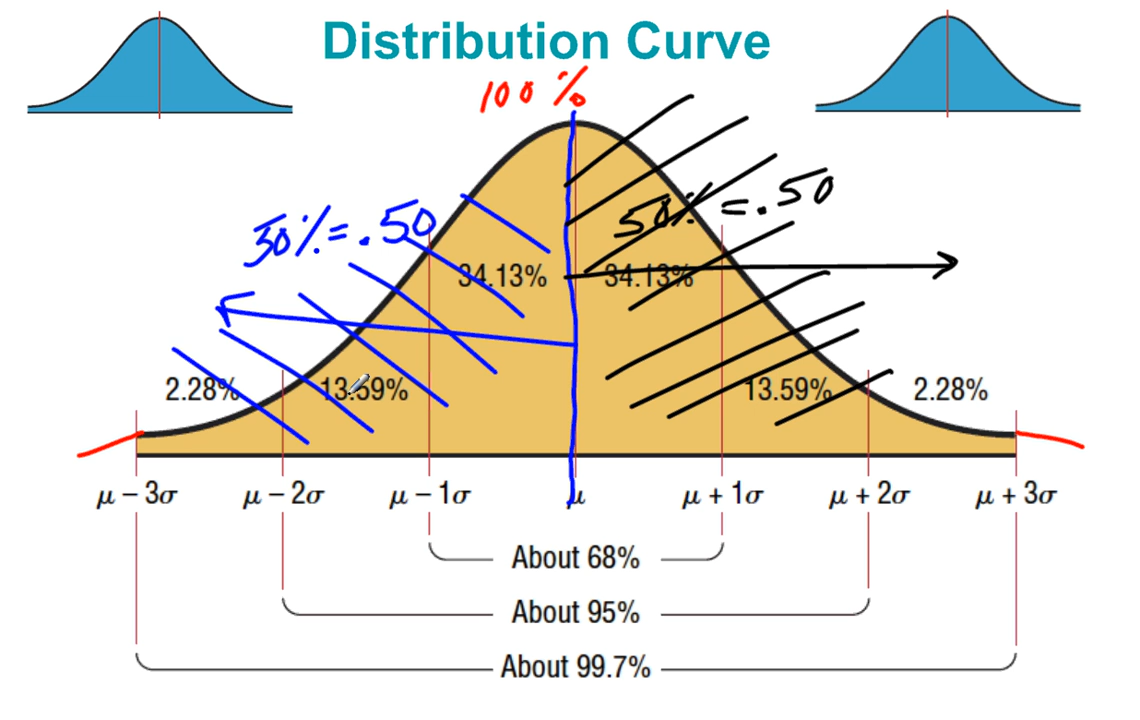 Distribution Curve
100%
50% = .50
50% = .50
34.13%
34.13%
2.28%
13.59%
13.59%
2.28%
μ − 3σ
μ − 2σ
μ − 1σ
μ
μ + 1σ
μ + 2σ
μ + 3σ
About 68%
About 95%
About 99.7%